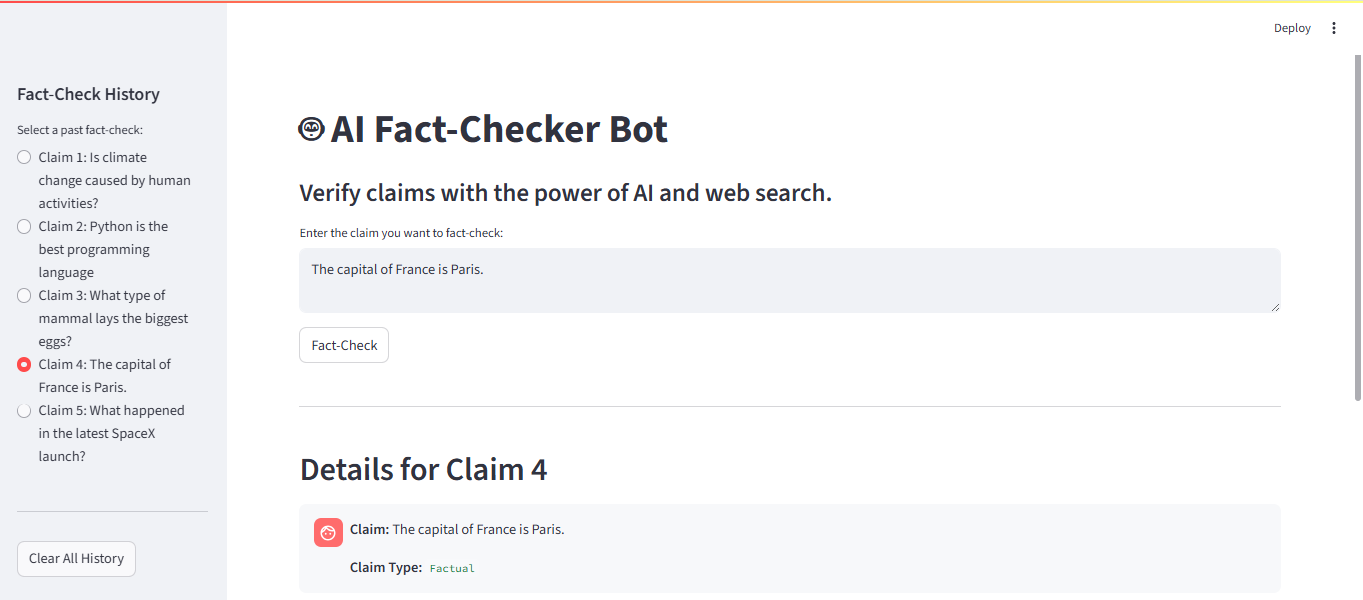 Deploy
Fact-Check History
Select a past fact-check:
Claim 1: Is climate
change caused by human
activities?
Claim 2: Python is the
best programming
language
Claim 3: What type of
mammal lays the biggest
eggs?
Claim 4: The capital of
France is Paris.
Claim 5: What happened
in the latest SpaceX
launch?
Clear All History
AI Fact-Checker Bot
Verify claims with the power of AI and web search.
Enter the claim you want to fact-check:
The capital of France is Paris.
Fact-Check
Details for Claim 4
Claim: The capital of France is Paris.
Claim Type: Factual